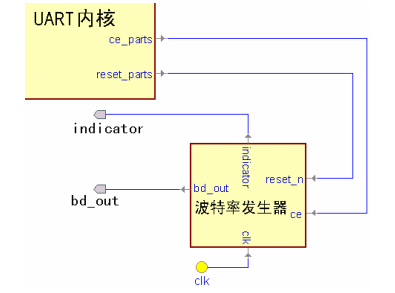 UART内核
ce_parts
reset_parts
indicator
indicator
reset_n
bd_out
bd_out
波特率发生器
ce
clk
clk